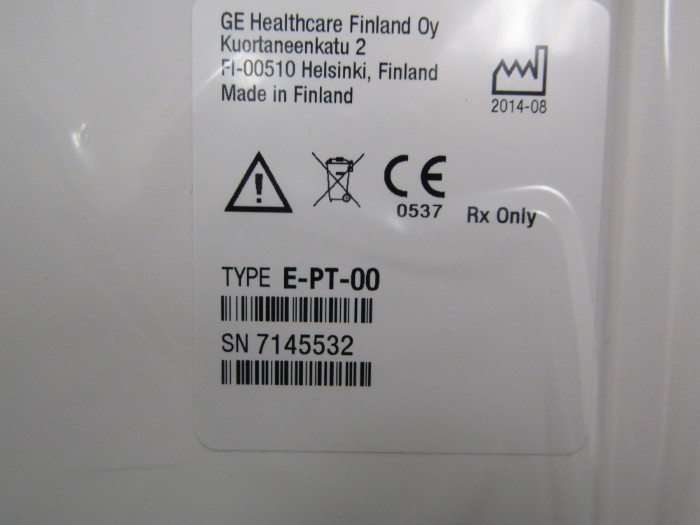 GE Healthcare Finland Oy
Kuortaneenkatu 2
FI-00510 Helsinki, Finland
Made in Finland
2014-08
CE
0537
Rx Only
TYPE E-PT-00
SN 7145532